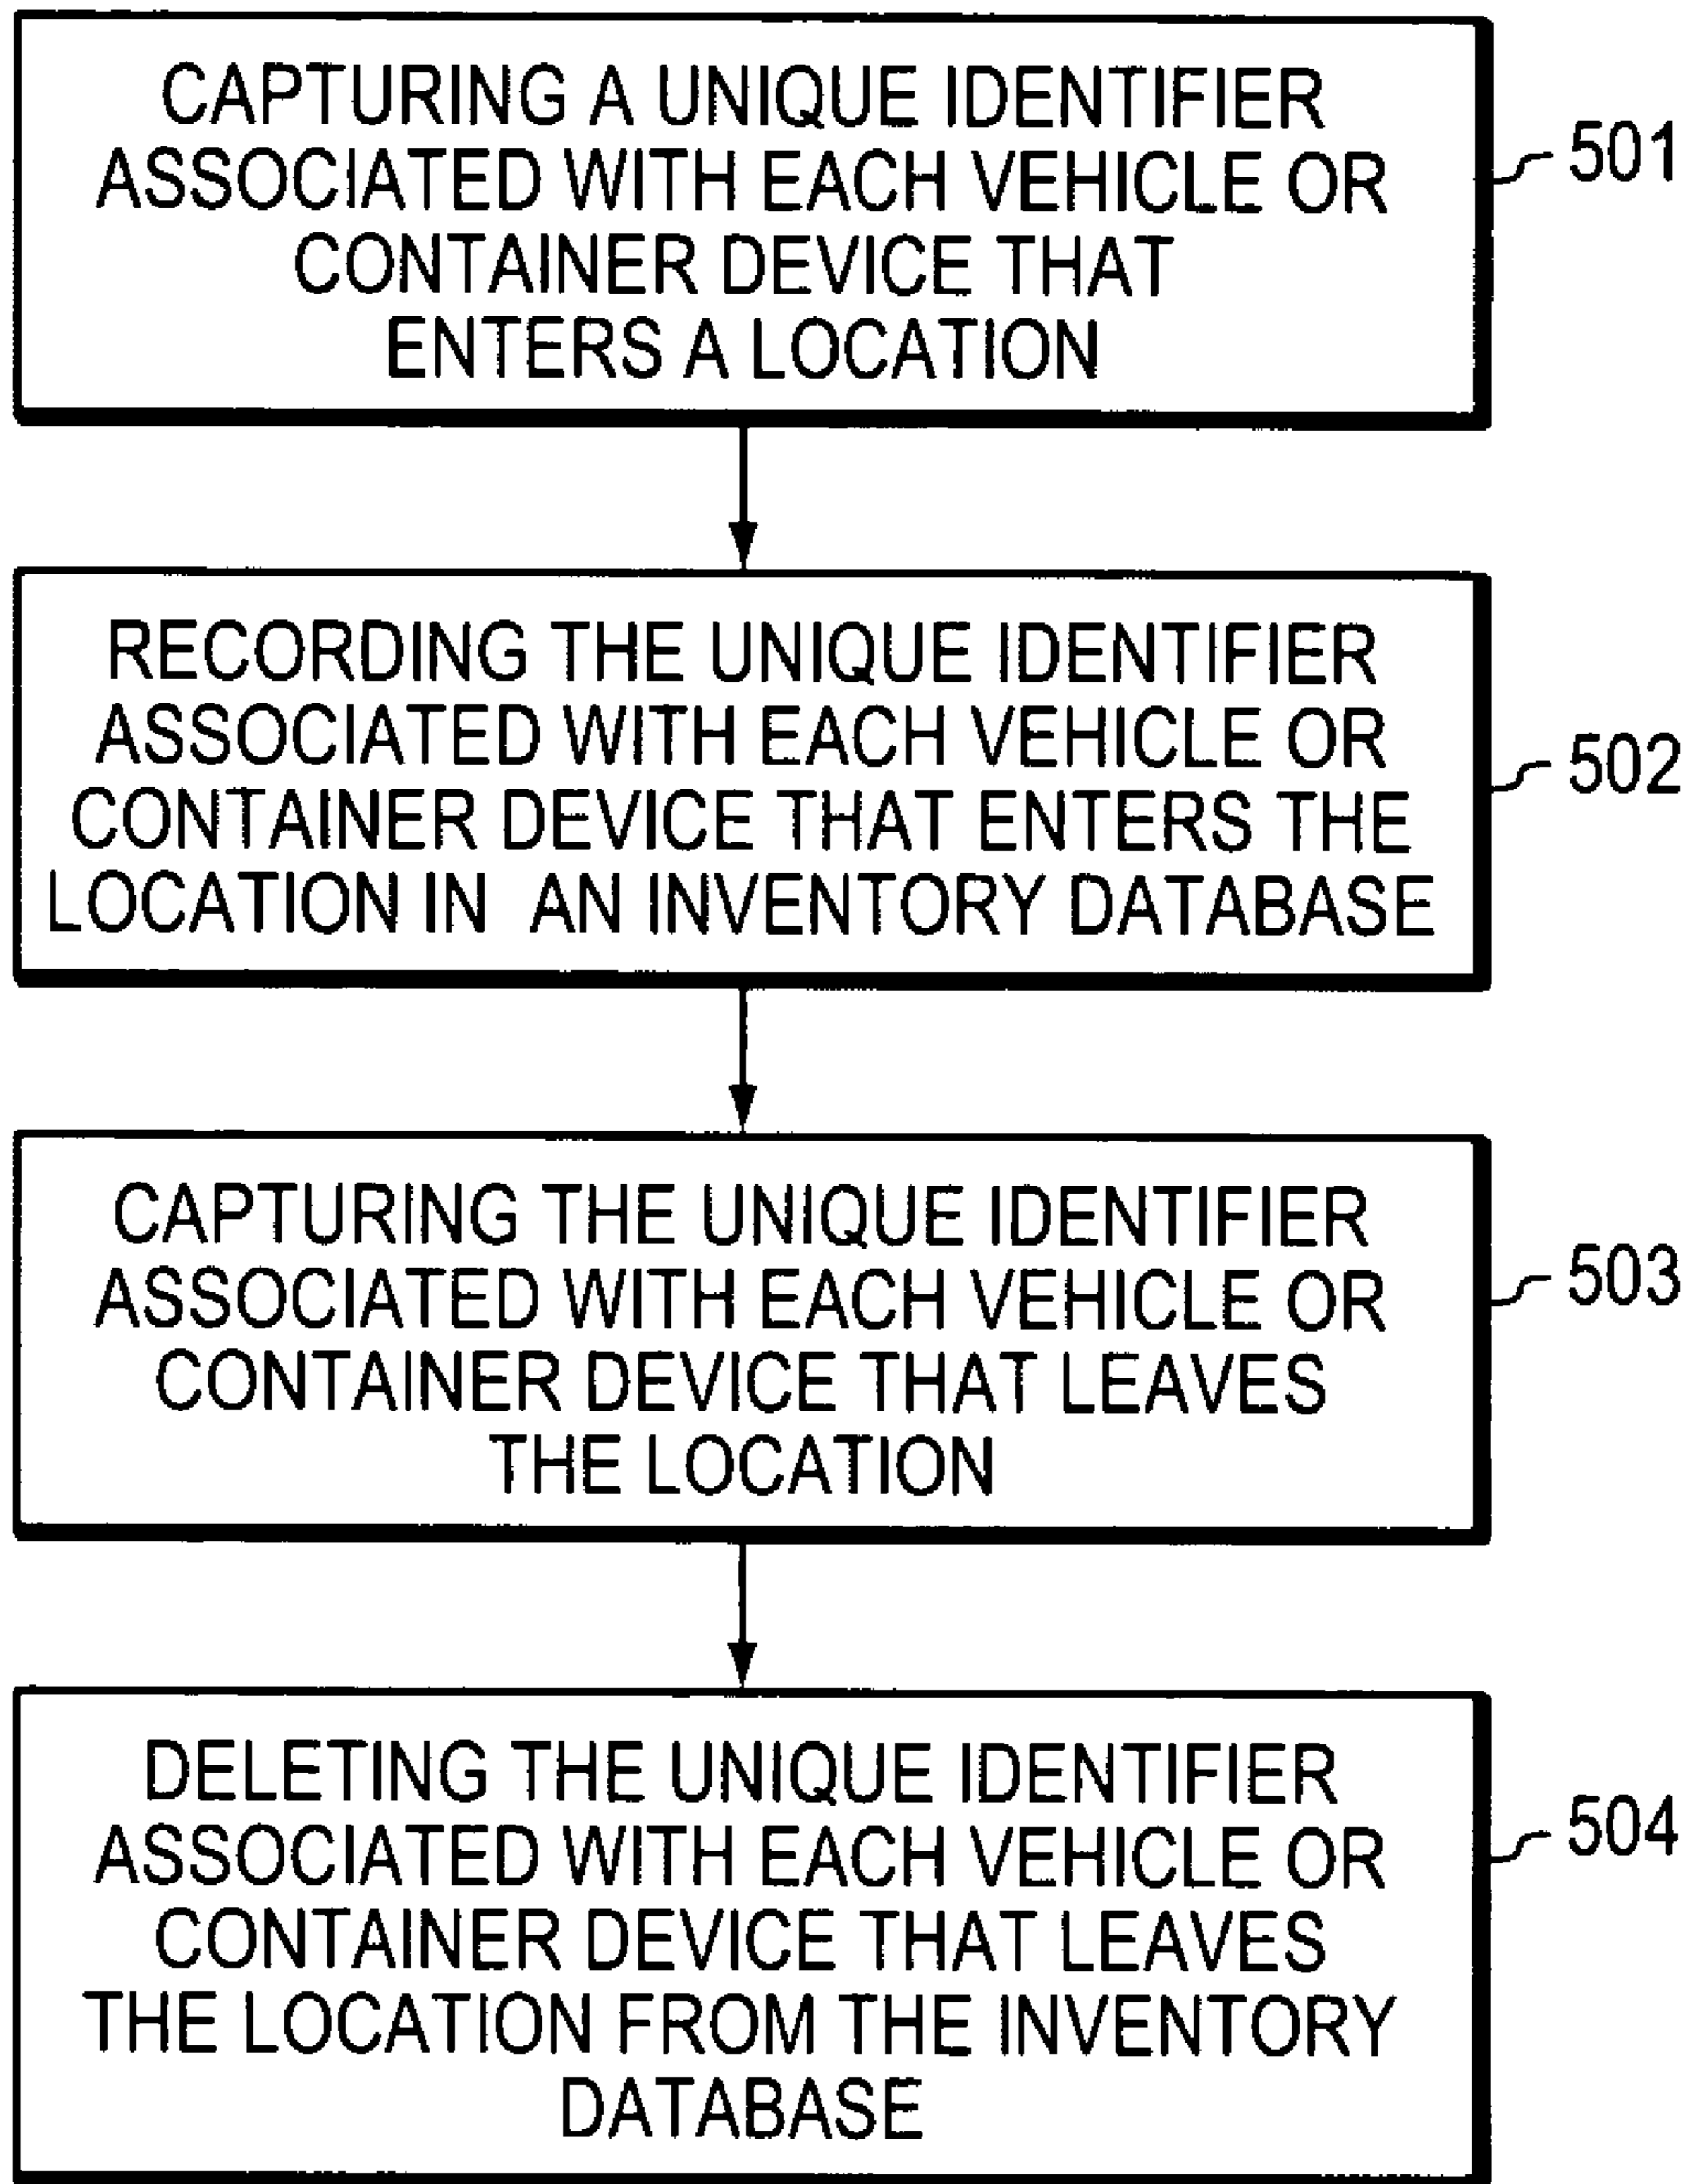 CAPTURING A UNIQUE IDENTIFIER
ASSOCIATED WITH EACH VEHICLE OR
CONTAINER DEVICE THAT
ENTERS A LOCATION
501
RECORDING THE UNIQUE IDENTIFIER
ASSOCIATED WITH EACH VEHICLE OR
CONTAINER DEVICE THAT ENTERS THE
LOCATION IN AN INVENTORY DATABASE
502
CAPTURING THE UNIQUE IDENTIFIER
ASSOCIATED WITH EACH VEHICLE OR
CONTAINER DEVICE THAT LEAVES
THE LOCATION
503
DELETING THE UNIQUE IDENTIFIER
ASSOCIATED WITH EACH VEHICLE OR
CONTAINER DEVICE THAT LEAVES
THE LOCATION FROM THE INVENTORY
DATABASE
504